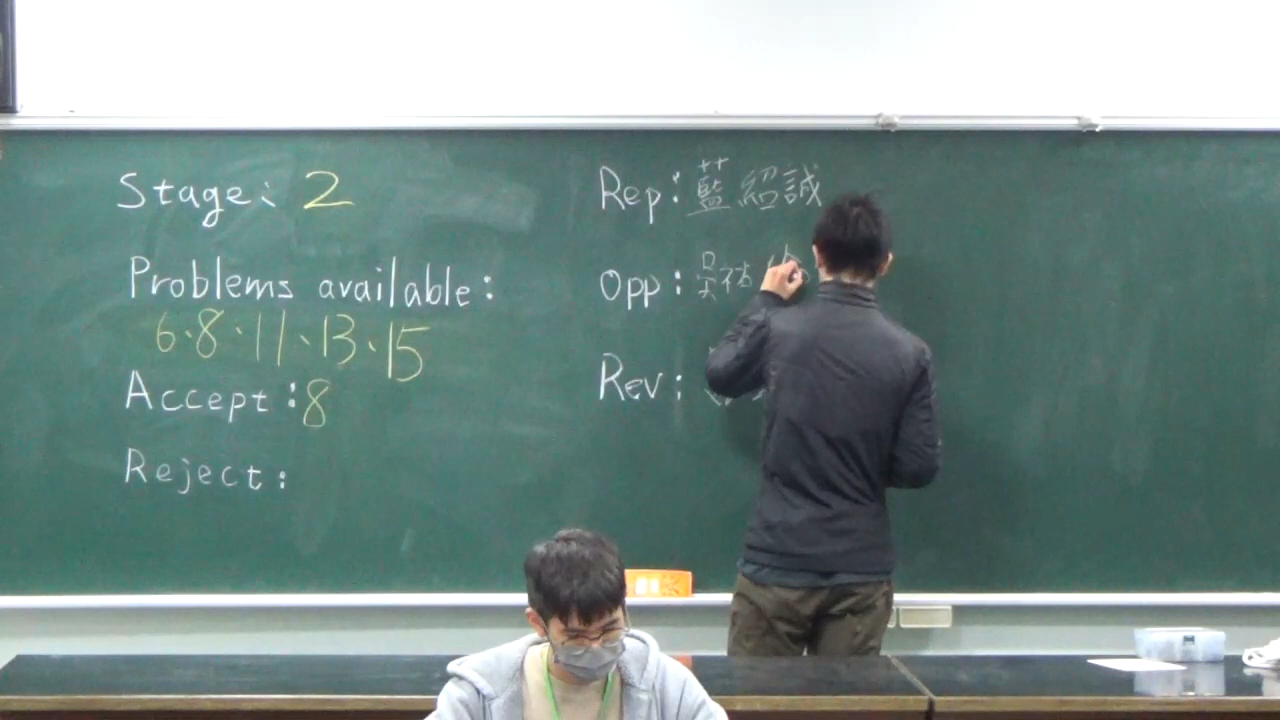 Stage: 2
Problems available:
6、8、11、13、15
Accept: 8
Reject:
Rep: 藍紹誠
Opp: 吳祐
Rev: